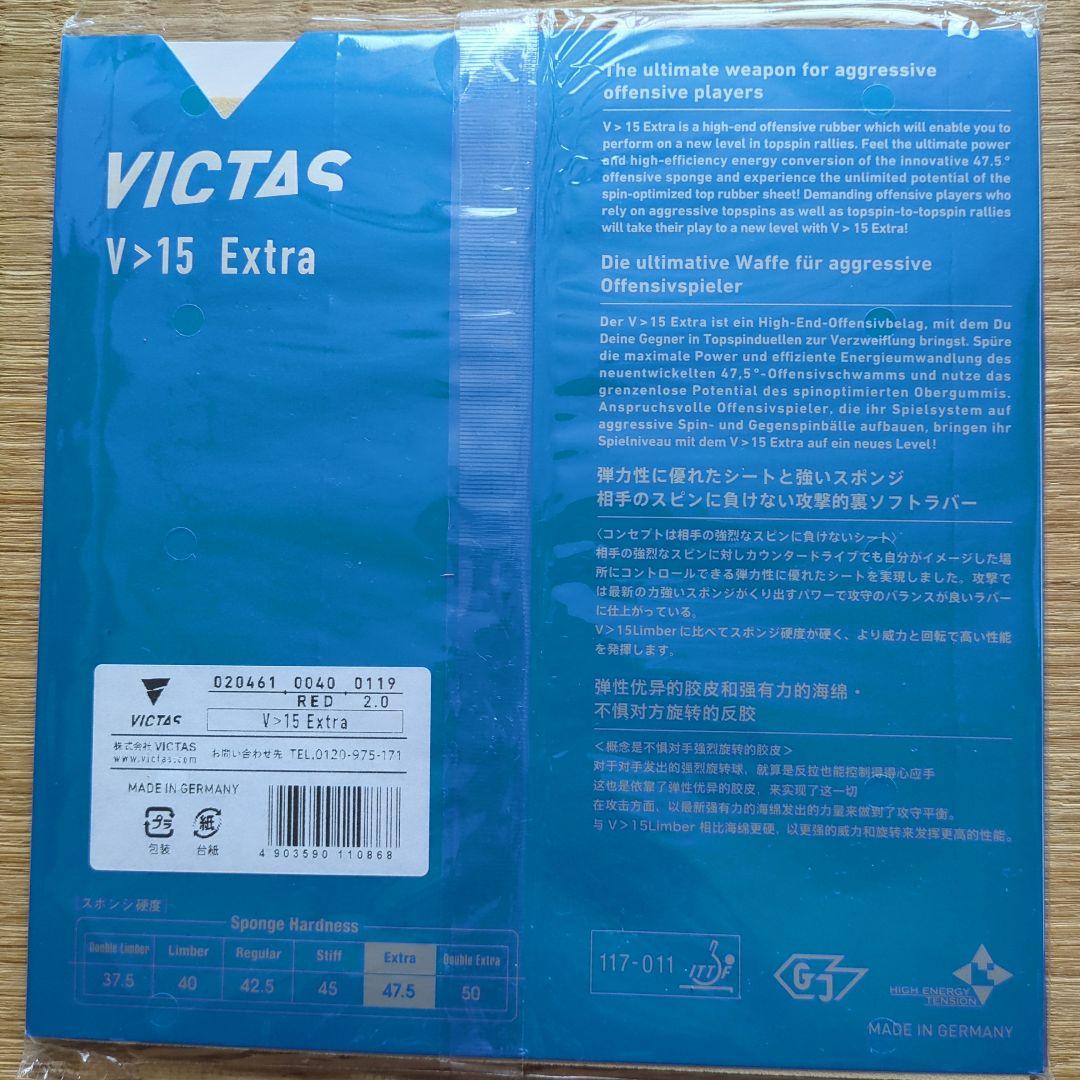 VICTAS
V>15 Extra
020461 0040 0119
RED 2.0
VICTAS
V>15 Extra
株式会社 VICTAS
www.victas.com
お問い合わせ先 TEL.0120-975-171
MADE IN GERMANY
プラ
紙
包装
台紙
4 903590 110868
スポンジ硬度
Sponge Hardness
Double Limber Limber Regular Stiff Extra Double Extra
37.5 40 42.5 45 47.5 50
The ultimate weapon for aggressive
offensive players
V>15 Extra is a high-end offensive rubber which will enable you to
perform on a new level in topspin rallies. Feel the ultimate power
and high-efficiency energy conversion of the innovative 47.5°
offensive sponge and experience the unlimited potential of the
spin-optimized top rubber sheet! Demanding offensive players who
rely on aggressive topspins as well as topspin-to-topspin rallies
will take their play to a new level with V>15 Extra!
Die ultimative Waffe für aggressive
Offensivspieler
Der V>15 Extra ist ein High-End-Offensivbelag, mit dem Du
Deine Gegner in Topspinduellen zur Verzweiflung bringst. Spüre
die maximale Power und effiziente Energieumwandlung des
neuentwickelten 47,5°-Offensivschwamms und nutze das
grenzenlose Potential des spinoptimierten Obergummis.
Anspruchsvolle Offensivspieler, die ihr Spielsystem auf
aggressive Spin- und Gegenspinbälle aufbauen, bringen ihr
Spielniveau mit dem V>15 Extra auf ein neues Level!
弾力性に優れたシートと強いスポンジ
相手のスピンに負けない攻撃的裏ソフトラバー
〈コンセプトは相手の強烈なスピンに負けないシート〉
相手の強烈なスピンに対しカウンタードライブでも自分がイメージした場
所にコントロールできる弾力性に優れたシートを実現しました。攻撃で
は最新の力強いスポンジがくり出すパワーで攻守のバランスが良いラバー
に仕上がっている。
V>15Limberに比べてスポンジ硬度が硬く、より威力と回転で高い性能
を発揮します。
弹性优异的胶皮和强有力的海绵・
不惧对方旋转的反胶
＜概念是不惧对手强烈旋转的胶皮＞
对于对手发出的强烈旋转球，就算是反拉也能控制得得心应手
这也是依靠了弹性优异的胶皮，来实现了这一切
在攻击方面，以最新强有力的海绵发出的力量来做到了攻守平衡。
与 V>15Limber 相比海绵更硬，以更强的威力和旋转来发挥更高的性能。
117-011 ITTF
HIGH ENERGY
TENSION
MADE IN GERMANY